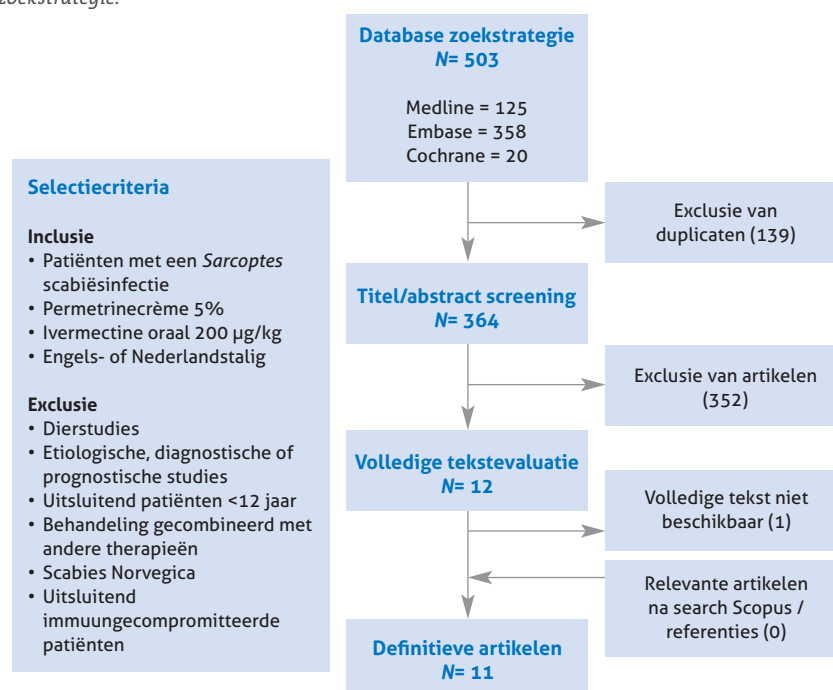 zoekstrategie.
Database zoekstrategie
N= 503
Medline = 125
Embase = 358
Cochrane = 20
Exclusie van
duplicaten (139)
Titel/abstract screening
N= 364
Exclusie van artikelen
(352)
Volledige tekstevaluatie
N= 12
Volledige tekst niet
beschikbaar (1)
Relevante artikelen
na search Scopus /
referenties (0)
Definitieve artikelen
N= 11
Selectiecriteria
Inclusie
• Patiënten met een Sarcoptes
scabiësinfectie
• Permetrinecrème 5%
• Ivermectine oraal 200 µg/kg
• Engels- of Nederlandstalig
Exclusie
• Dierstudies
• Etiologische, diagnostische of
prognostische studies
• Uitsluitend patiënten <12 jaar
• Behandeling gecombineerd met
andere therapieën
• Scabies Norvegica
• Uitsluitend
immuungecompromitteerde
patiënten